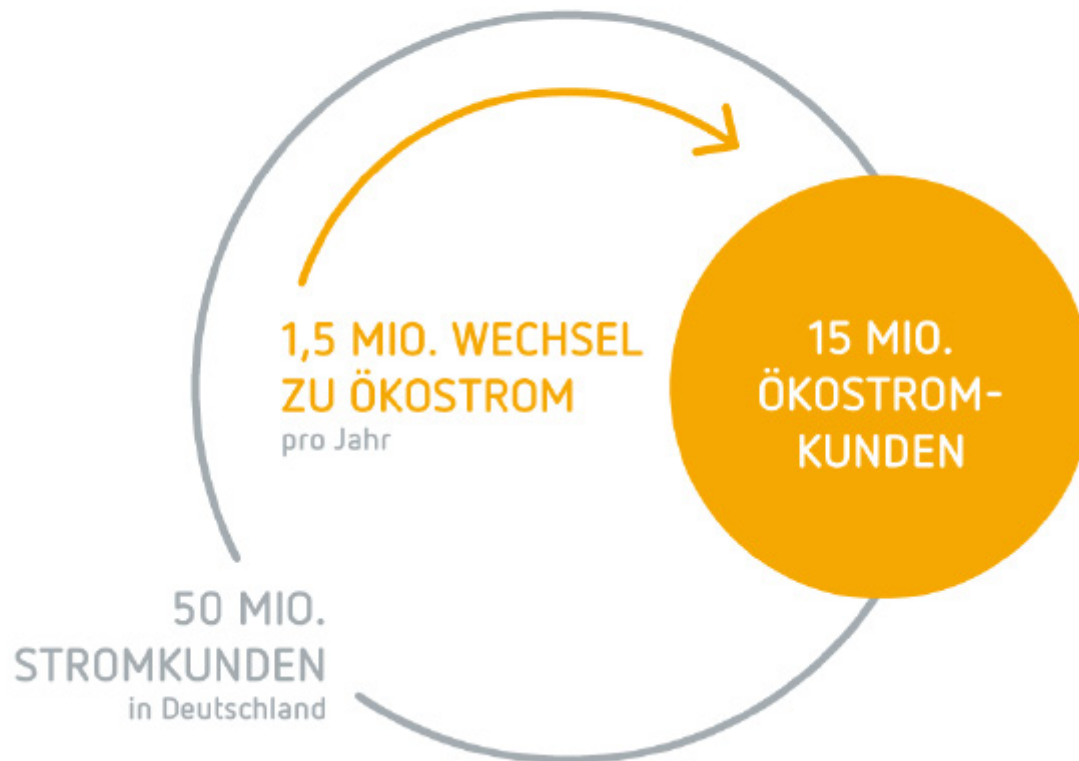 1,5 MIO. WECHSEL
ZU ÖKOSTROM
pro Jahr
15 MIO.
ÖKOSTROM-
KUNDEN
50 MIO.
STROMKUNDEN
in Deutschland